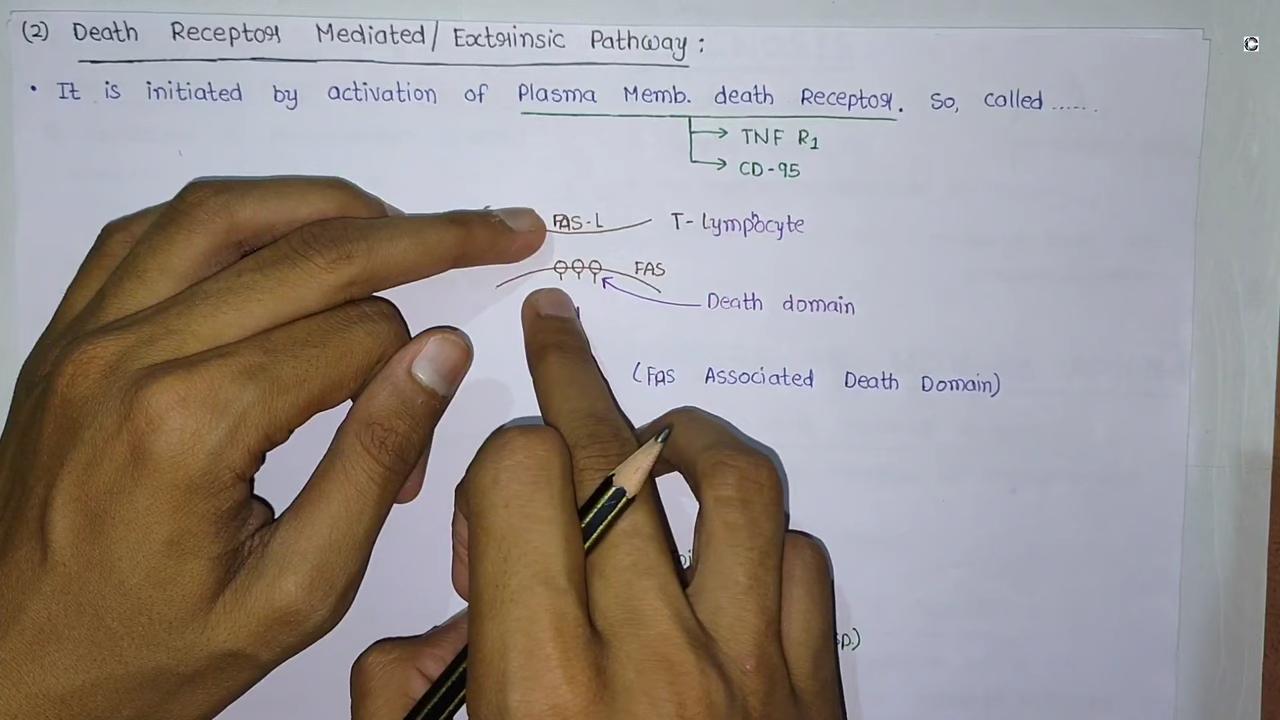 (2) Death Receptor Mediated/ Extrinsic Pathway :
• It is initiated by activation of Plasma Memb. death Receptor. So, called ......
→ TNF R1
→ CD-95
FAS-L T- Lymphocyte
FAS
Death domain
(FAS Associated Death Domain)